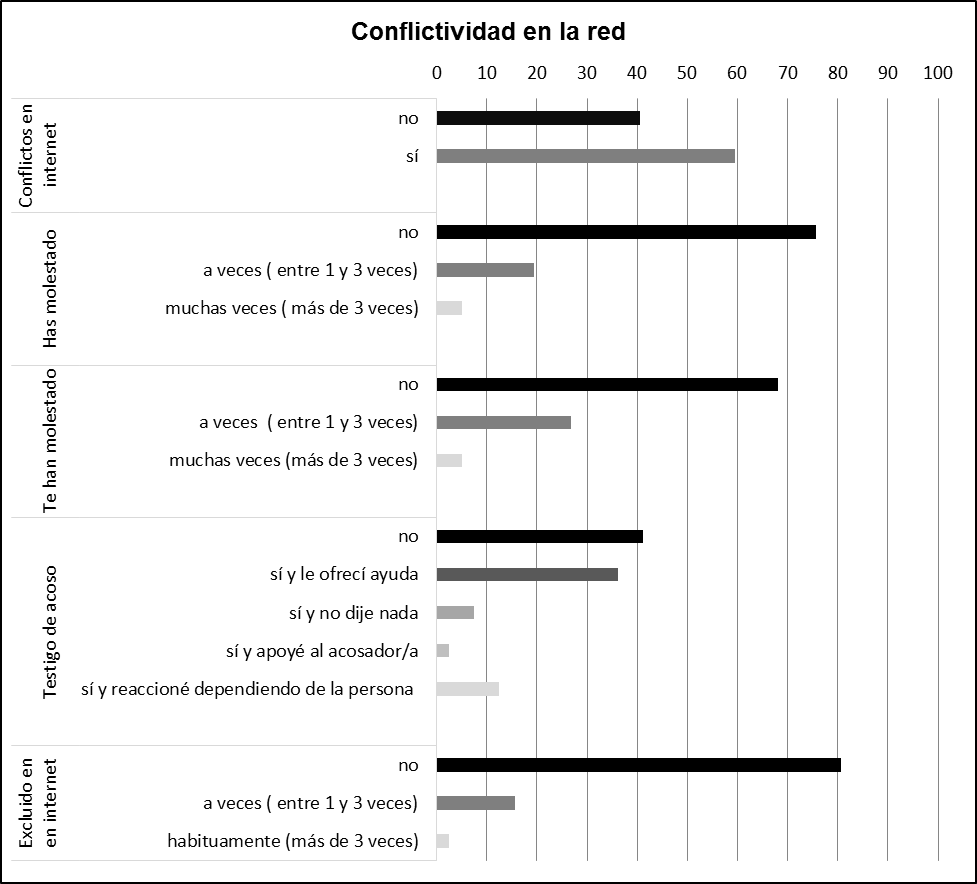 Conflictividad en la red
0 10 20 30 40 50 60 70 80 90 100
Conflictos en
internet
no
sí
Has molestado
no
a veces ( entre 1 y 3 veces)
muchas veces ( más de 3 veces)
Te han molestado
no
a veces  ( entre 1 y 3 veces)
muchas veces (más de 3 veces)
Testigo de acoso
no
sí y le ofrecí ayuda
sí y no dije nada
sí y apoyé al acosador/a
sí y reaccioné dependiendo de la persona
Excluido en
en internet
no
a veces ( entre 1 y 3 veces)
habituamente (más de 3 veces)